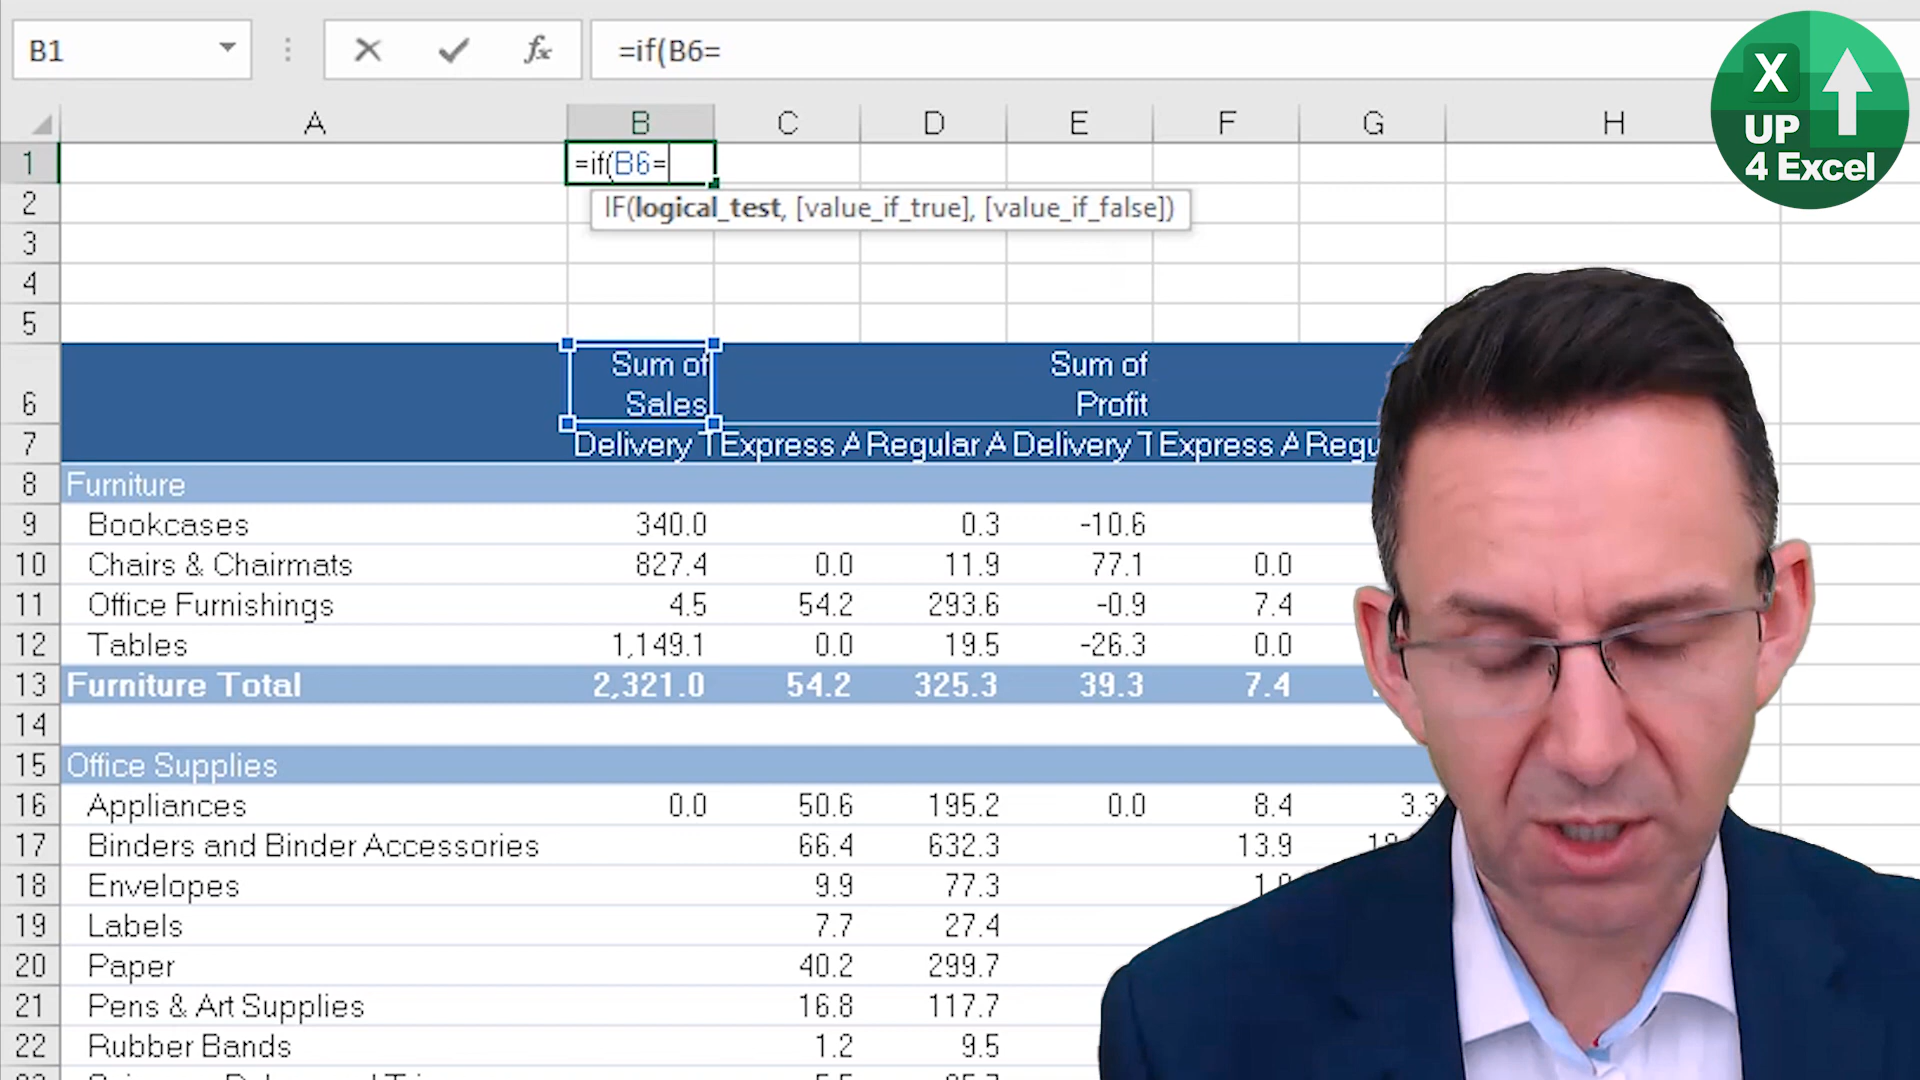 B1 fx =if(B6=
X
UP
4 Excel
A B C D E F G H
1 =if(B6=
2 IF(logical_test, [value_if_true], [value_if_false])
3
4
5
Sum of Sum of
6 Sales Profit
7 Delivery T Express A Regular A Delivery T Express A Regu
8 Furniture
9 Bookcases 340.0 0.3 -10.6
10 Chairs & Chairmats 827.4 0.0 11.9 77.1 0.0
11 Office Furnishings 4.5 54.2 293.6 -0.9 7.4
12 Tables 1,149.1 0.0 19.5 -26.3 0.0
13 Furniture Total 2,321.0 54.2 325.3 39.3 7.4
14
15 Office Supplies
16 Appliances 0.0 50.6 195.2 0.0 8.4 3.3
17 Binders and Binder Accessories 66.4 632.3 13.9
18 Envelopes 9.9 77.3
19 Labels 7.7 27.4
20 Paper 40.2 299.7
21 Pens & Art Supplies 16.8 117.7
22 Rubber Bands 1.2 9.5